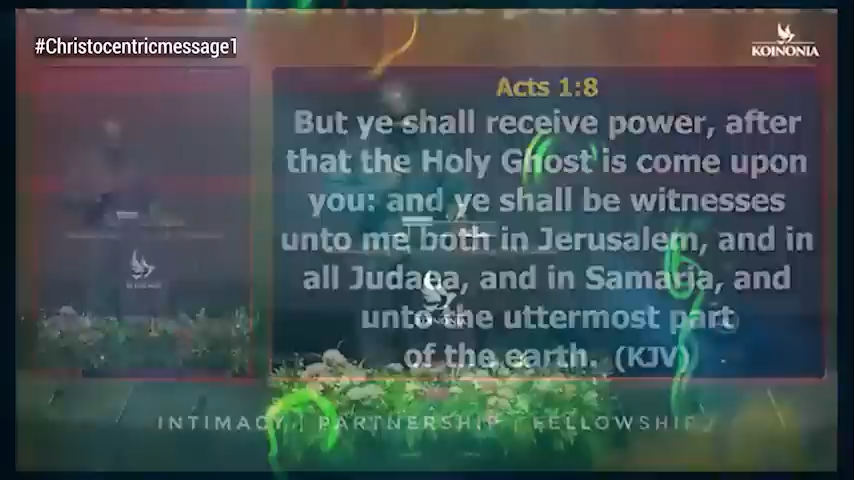 #Christocentricmessage1
KOINONIA
Acts 1:8
But ye shall receive power, after
that the Holy Ghost is come upon
you: and ye shall be witnesses
unto me both in Jerusalem, and in
all Judaea, and in Samaria, and
unto the uttermost part
of the earth. (KJV)
KOINONIA
INTIMACY | PARTNERSHIP | FELLOWSHIP